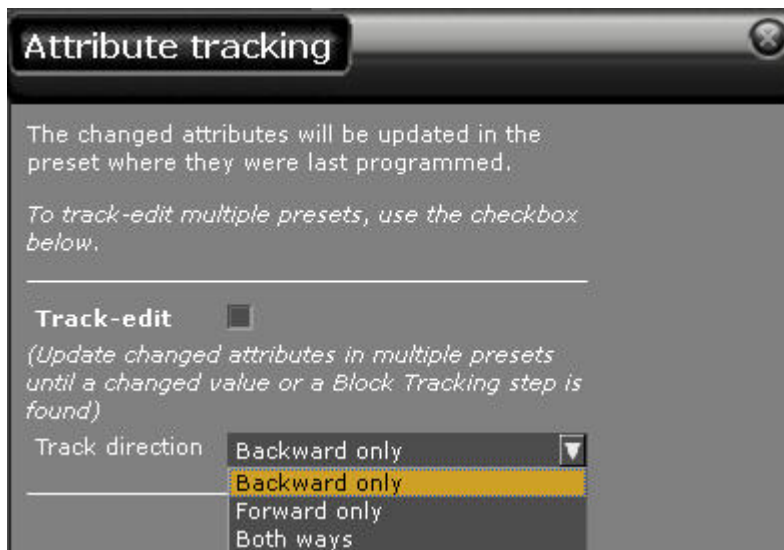 Attribute tracking
The changed attributes will be updated in the
preset where they were last programmed.
To track-edit multiple presets, use the checkbox
below.
Track-edit
(Update changed attributes in multiple presets
until a changed value or a Block Tracking step is
found)
Track direction Backward only
Backward only
Forward only
Both ways